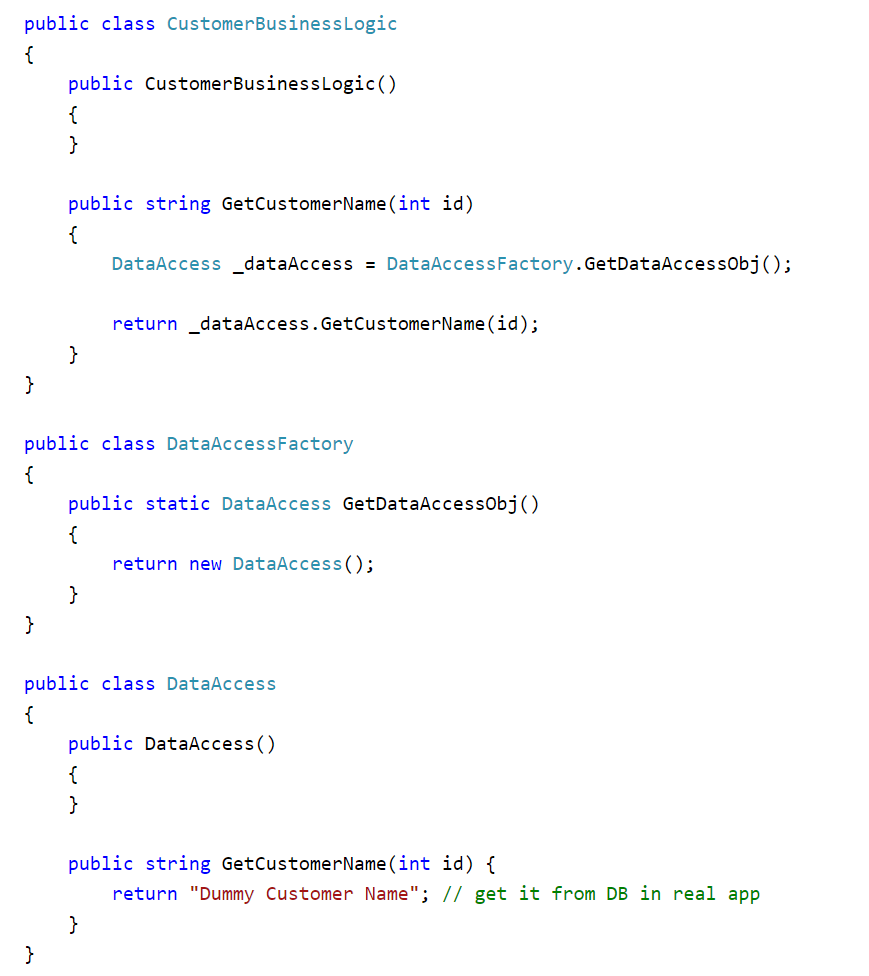 public class CustomerBusinessLogic
{
    public CustomerBusinessLogic()
    {
    }

    public string GetCustomerName(int id)
    {
        DataAccess _dataAccess = DataAccessFactory.GetDataAccessObj();

        return _dataAccess.GetCustomerName(id);
    }
}

public class DataAccessFactory
{
    public static DataAccess GetDataAccessObj()
    {
        return new DataAccess();
    }
}

public class DataAccess
{
    public DataAccess()
    {
    }

    public string GetCustomerName(int id) {
        return "Dummy Customer Name"; // get it from DB in real app
    }
}